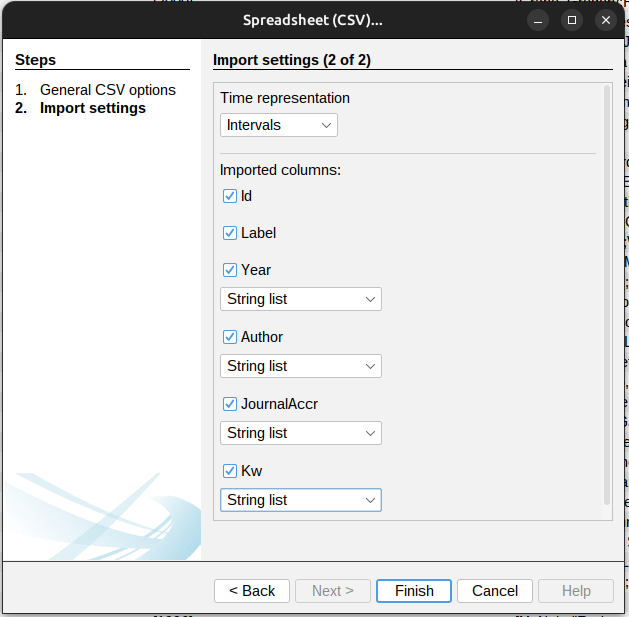 Spreadsheet (CSV)...
Steps
1. General CSV options
2. Import settings
Import settings (2 of 2)
Time representation
Intervals
Imported columns:
Id
Label
Year
String list
Author
String list
JournalAccr
String list
Kw
String list
< Back
Next >
Finish
Cancel
Help